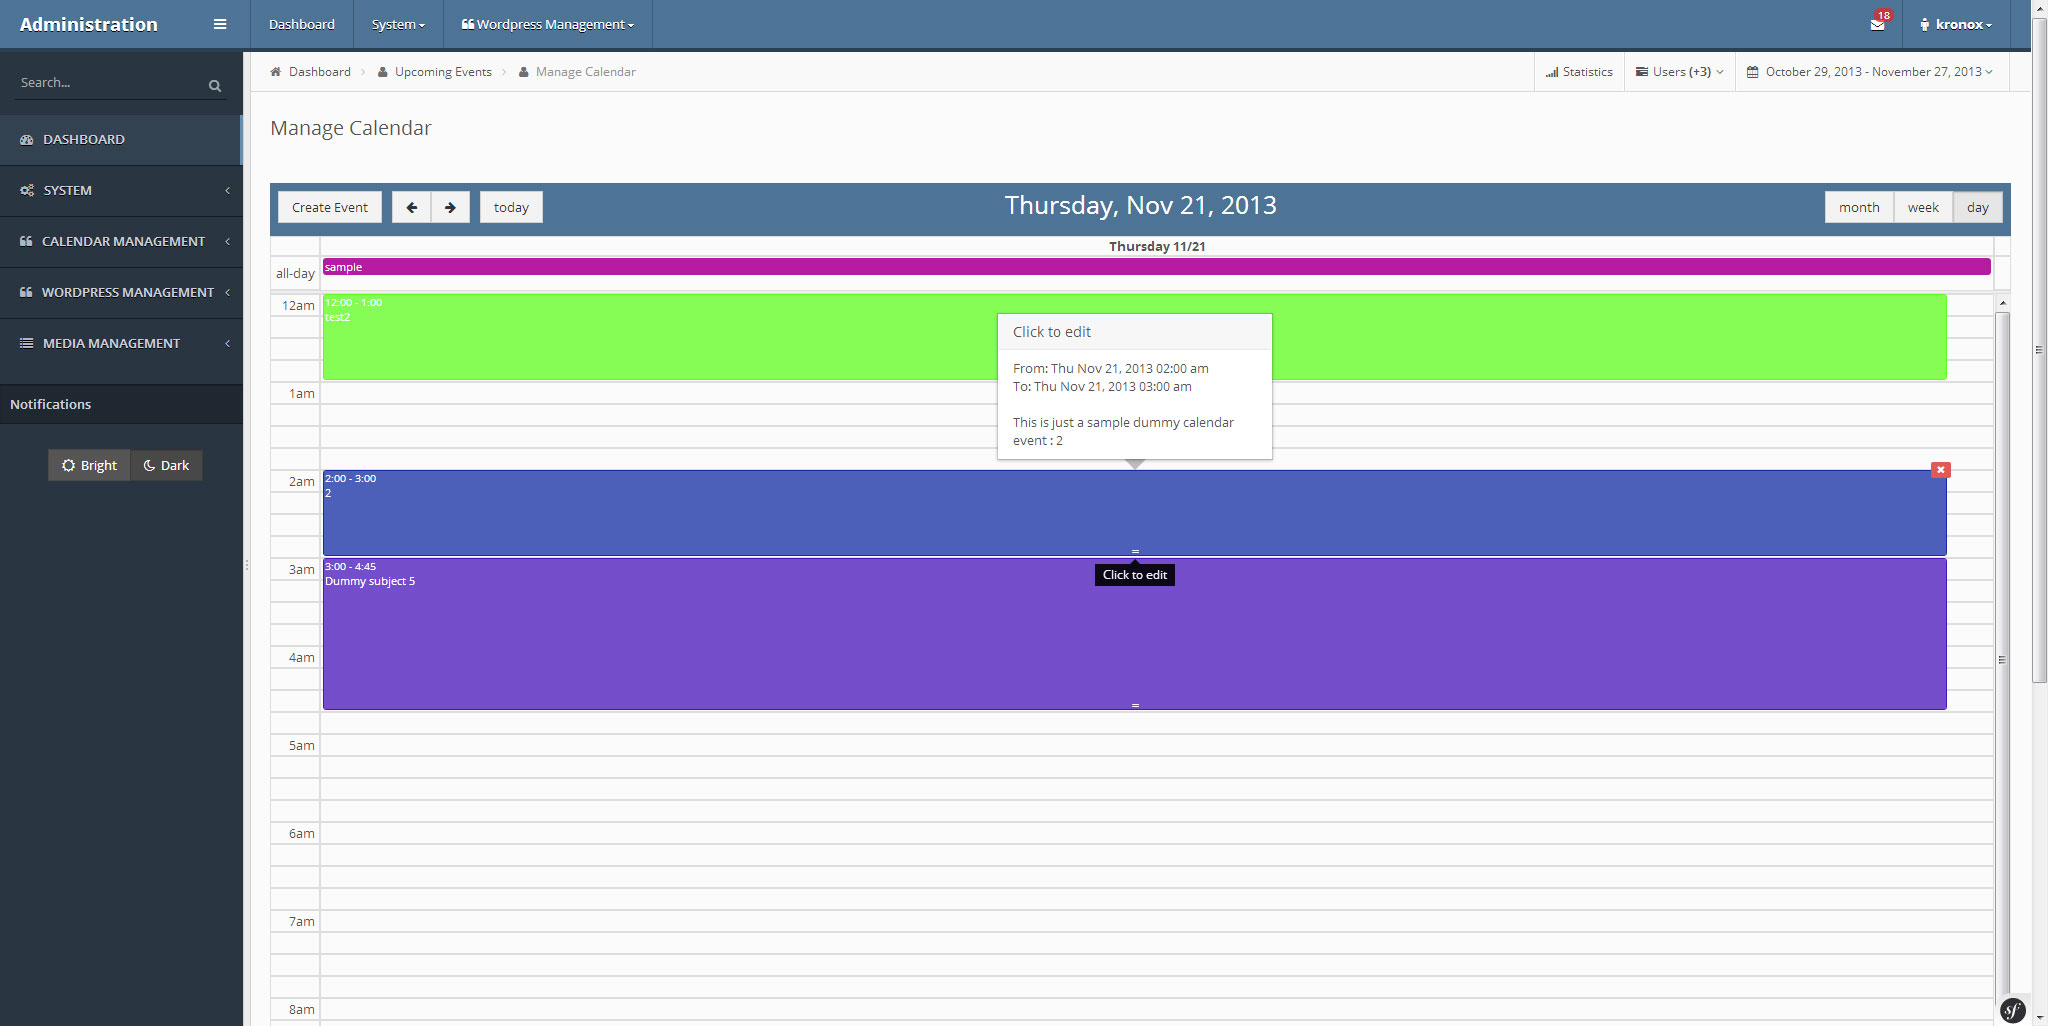 Administration
Dashboard
System
Wordpress Management
18
kronox
Search...
Dashboard
Upcoming Events
Manage Calendar
Statistics
Users (+3)
October 29, 2013 - November 27, 2013
DASHBOARD
SYSTEM
CALENDAR MANAGEMENT
WORDPRESS MANAGEMENT
MEDIA MANAGEMENT
Notifications
Bright
Dark
Manage Calendar
Create Event
today
Thursday, Nov 21, 2013
month
week
day
Thursday 11/21
all-day
sample
12am
12:00 - 1:00
test2
Click to edit
From: Thu Nov 21, 2013 02:00 am
To: Thu Nov 21, 2013 03:00 am
This is just a sample dummy calendar
event : 2
1am
2am
2:00 - 3:00
2
3am
3:00 - 4:45
Dummy subject 5
Click to edit
4am
5am
6am
7am
8am
sf